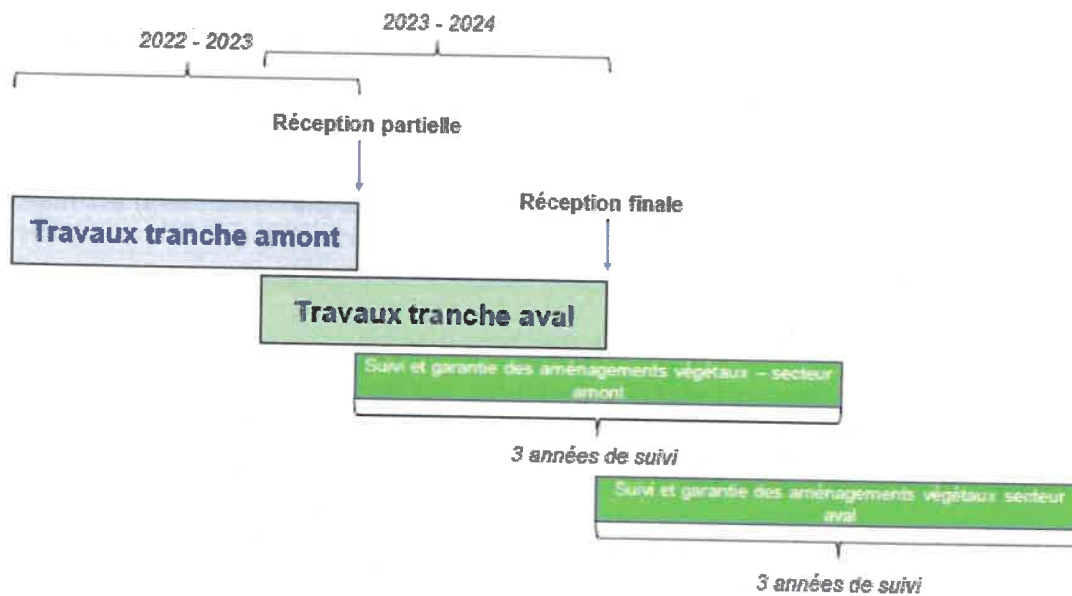 2023 - 2024
2022 - 2023
Réception partielle
Réception finale
Travaux tranche amont
Travaux tranche aval
Suivi et garantie des aménagements végétaux – secteur
amont
3 années de suivi
Suivi et garantie des aménagements végétaux secteur
aval
3 années de suivi